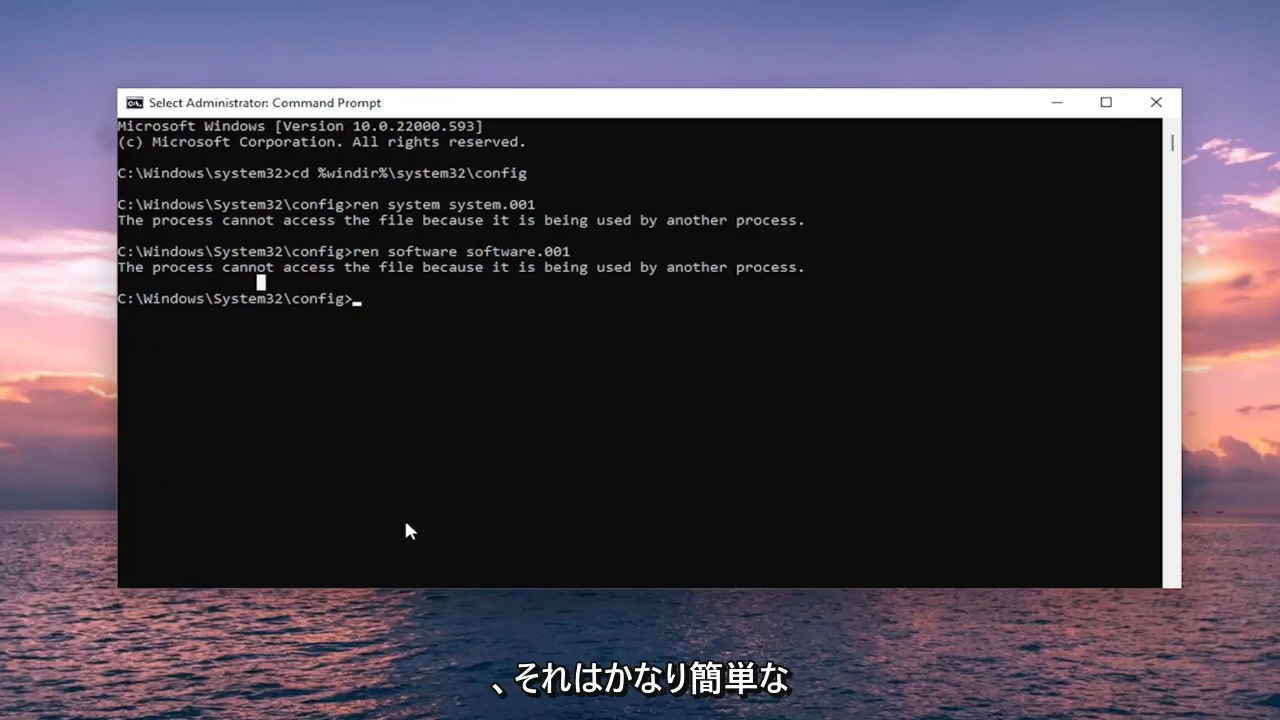 Select Administrator: Command Prompt
Microsoft Windows [Version 10.0.22000.593]
(c) Microsoft Corporation. All rights reserved.
C:\Windows\system32>cd %windir%\system32\config
C:\Windows\System32\config>ren system system.001
The process cannot access the file because it is being used by another process.
C:\Windows\System32\config>ren software software.001
The process cannot access the file because it is being used by another process.
C:\Windows\System32\config>
、それはかなり簡単な